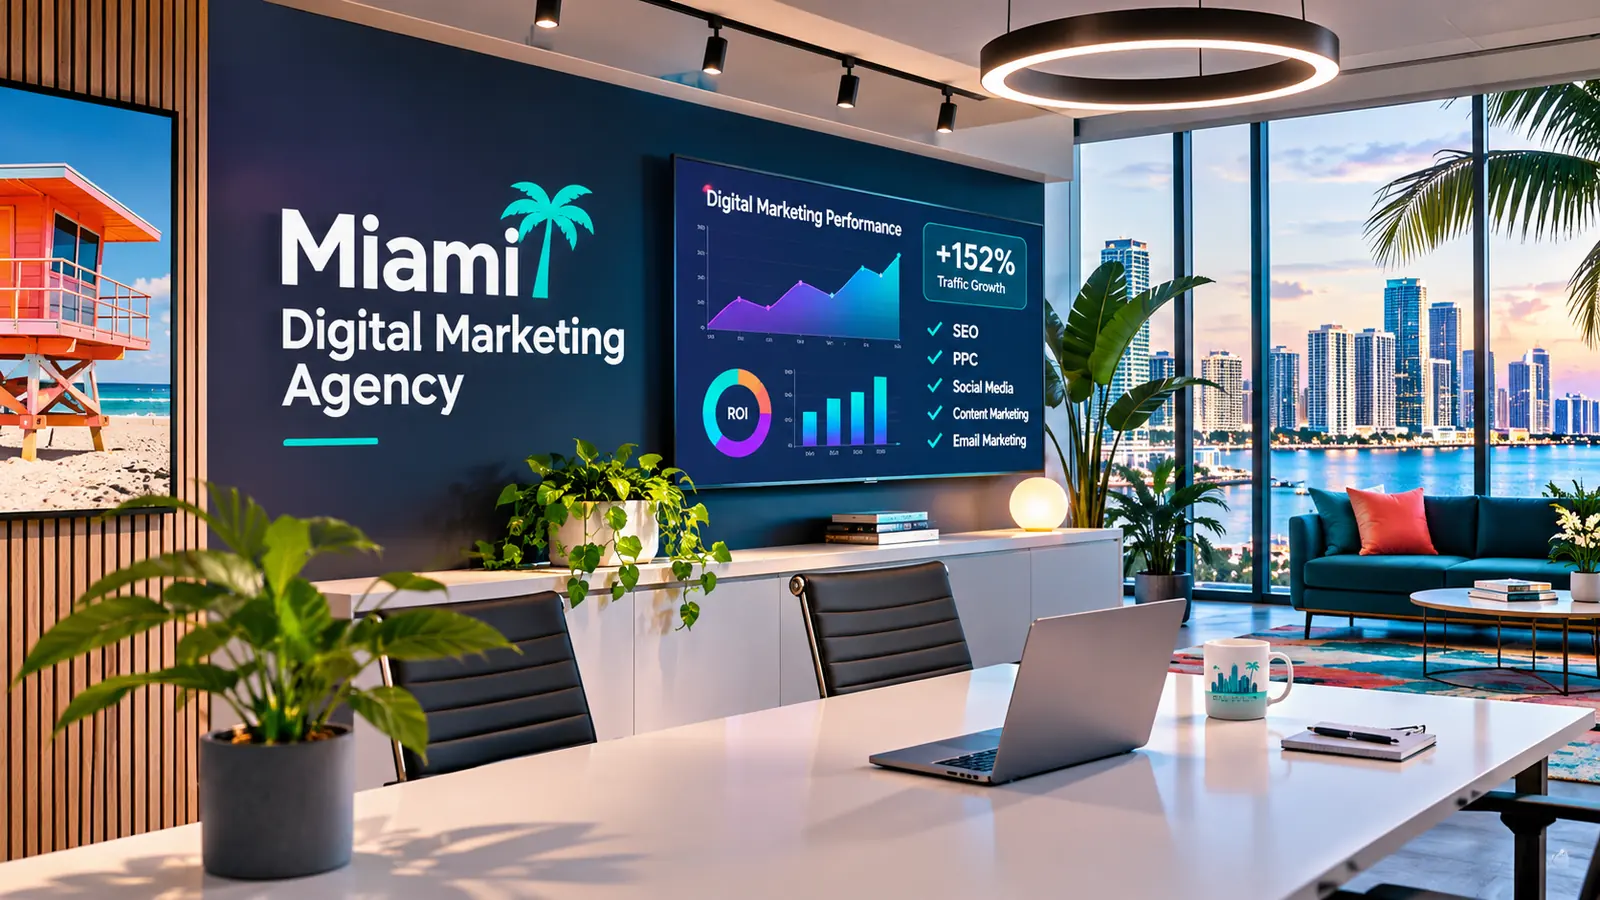 Miami
Digital Marketing
Agency
Digital Marketing Performance
+152%
Traffic Growth
SEO
PPC
Social Media
Content Marketing
Email Marketing
ROI